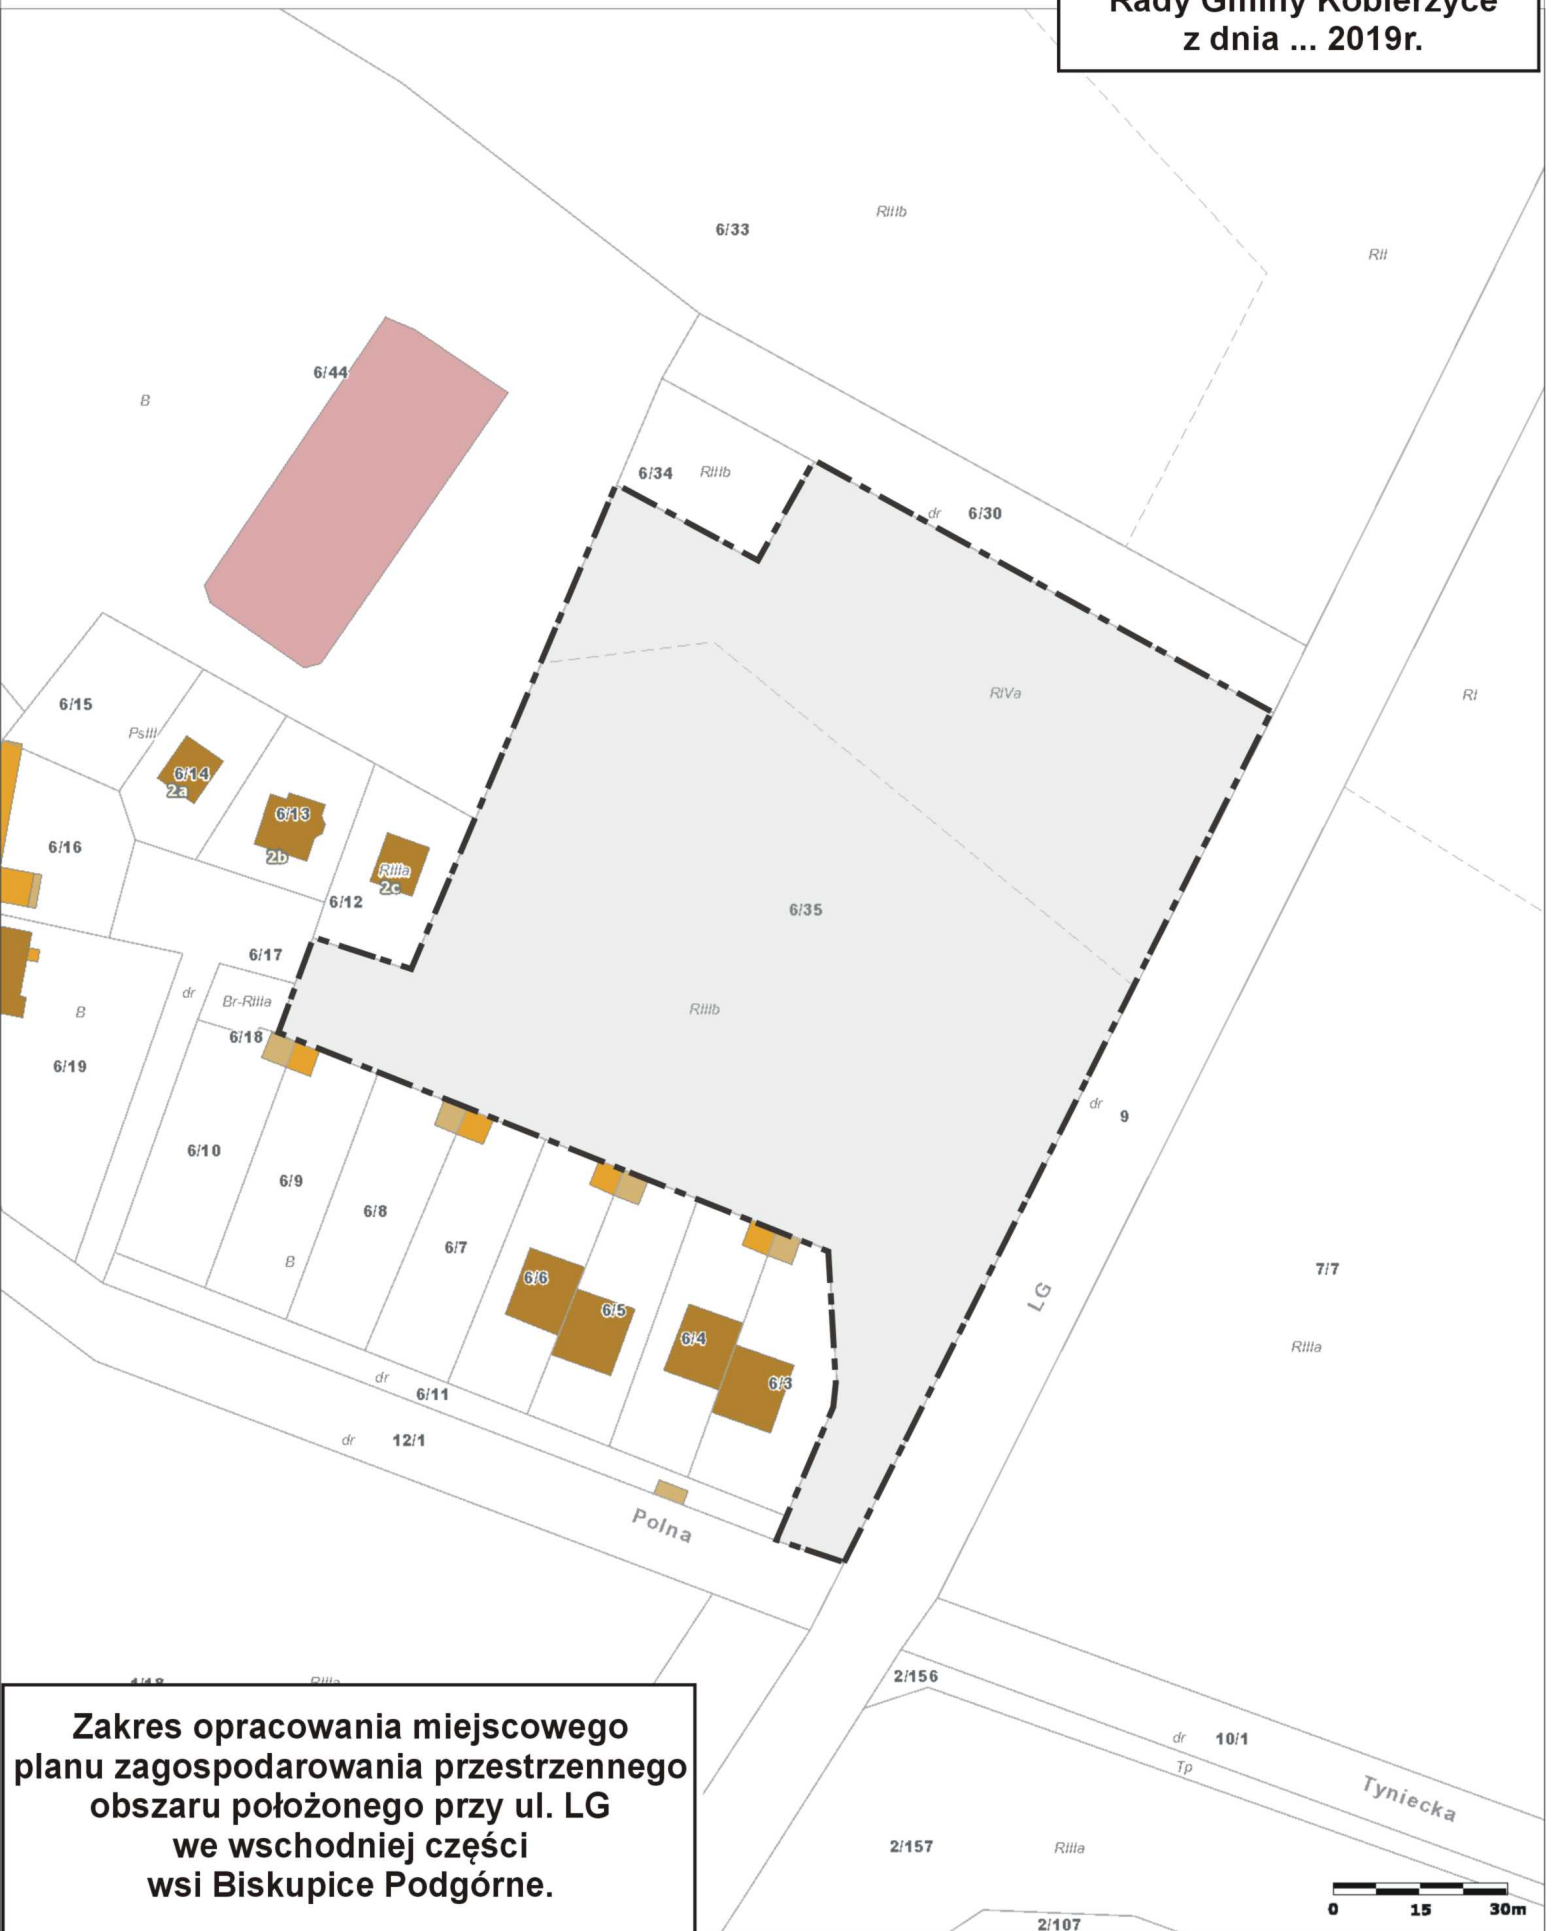 Rady Gminy Kobierzyce
z dnia ... 2019r.
RIIIb
6/33
RII
6/44
B
6/34
RIIIb
dr
6/30
RIVa
RI
6/15
PsIII
6/14
2a
6/13
2b
6/16
RIIIa
2c
6/12
6/35
6/17
dr
Br-RIIIa
RIIIb
B
6/18
6/19
dr
9
6/10
6/9
6/8
6/7
B
6/6
6/5
6/4
6/3
7/7
LG
RIIIa
dr
6/11
dr
12/1
Polna
2/156
RIIIa
Zakres opracowania miejscowego
planu zagospodarowania przestrzennego
obszaru położonego przy ul. LG
we wschodniej części
wsi Biskupice Podgórne.
dr
10/1
Tp
Tyniecka
2/157
RIIIa
0 15 30m
2/107